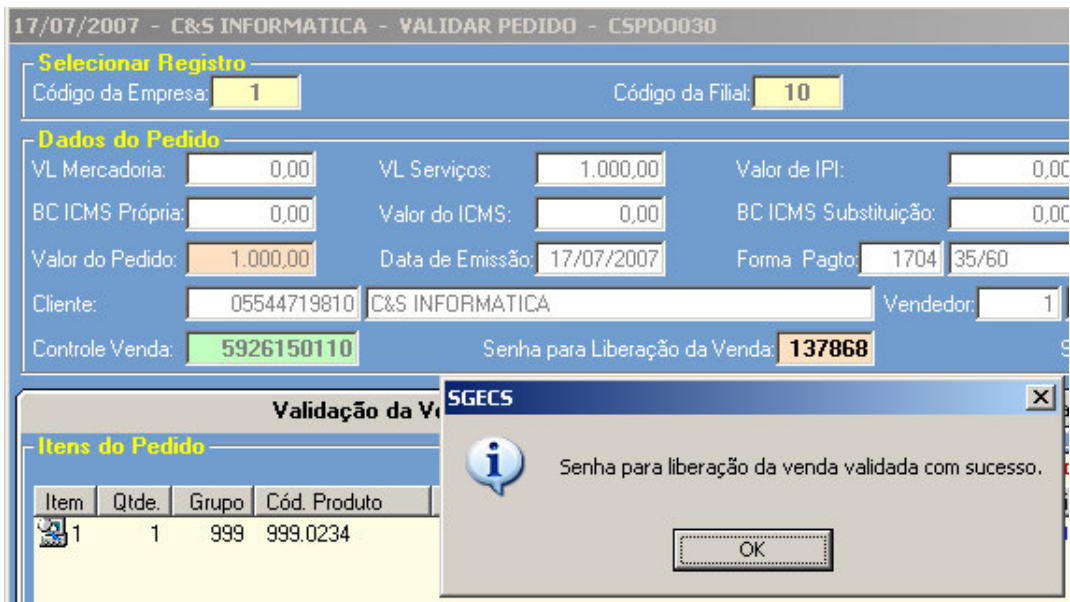 17/07/2007 - C&S INFORMATICA - VALIDAR PEDIDO - CSPDO030
Selecionar Registro
Código da Empresa: 1 Código da Filial: 10
Dados do Pedido
VL Mercadoria: 0,00 VL Serviços: 1.000,00 Valor de IPI: 0,00
BC ICMS Própria: 0,00 Valor do ICMS: 0,00 BC ICMS Substituição: 0,00
Valor do Pedido: 1.000,00 Data de Emissão: 17/07/2007 Forma Pagto: 1704 35/60
Cliente: 05544719810 C&S INFORMATICA Vendedor: 1
Controle Venda: 5926150110 Senha para Liberação da Venda: 137868
SGECS
Validação da
Itens do Pedido
Senha para liberação da venda validada com sucesso.
Item Qtde. Grupo Cód. Produto
1 1 999 999.0234
OK